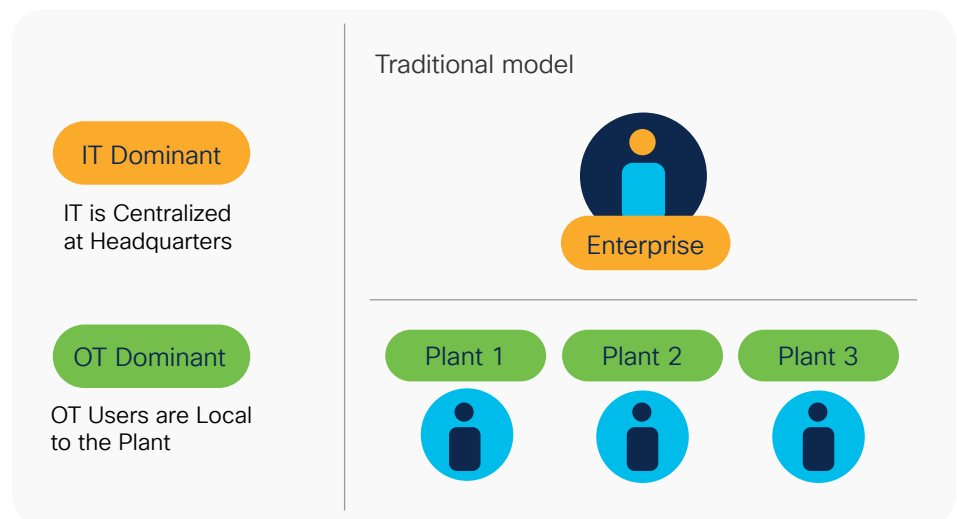 Traditional model
IT Dominant
IT is Centralized
at Headquarters
Enterprise
OT Dominant
OT Users are Local
to the Plant
Plant 1
Plant 2
Plant 3